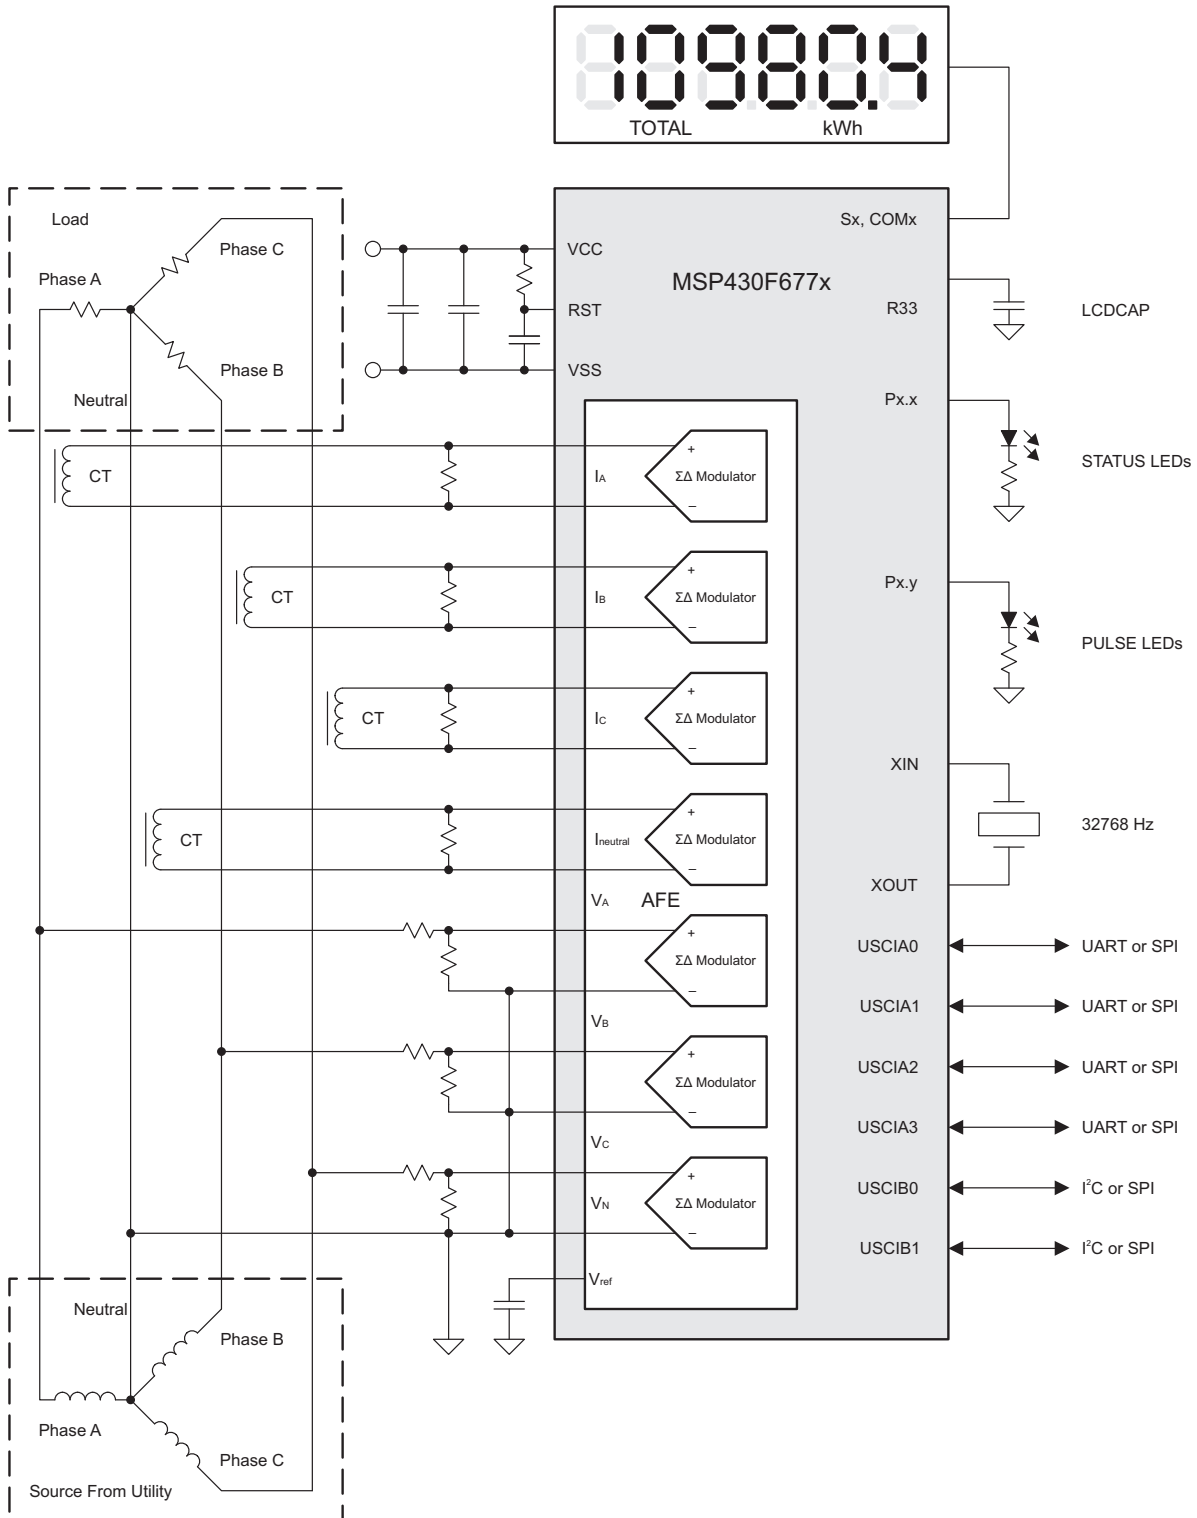 10980.4
TOTAL kWh
Load
Phase C
Phase A
Phase B
Neutral
VCC
RST
VSS
MSP430F677x
Sx, COMx
R33
LCDCAP
Px.x
STATUS LEDs
Px.y
PULSE LEDs
XIN
32768 Hz
XOUT
CT
IA
+
ΣΔ Modulator
–
CT
IB
+
ΣΔ Modulator
–
CT
IC
+
ΣΔ Modulator
–
CT
Ineutral
+
ΣΔ Modulator
–
VA
AFE
+
ΣΔ Modulator
–
VB
+
ΣΔ Modulator
–
VC
+
VN
ΣΔ Modulator
–
Vref
USCIA0 UART or SPI
USCIA1 UART or SPI
USCIA2 UART or SPI
USCIA3 UART or SPI
USCIB0 I²C or SPI
USCIB1 I²C or SPI
Neutral
Phase B
Phase A
Phase C
Source From Utility